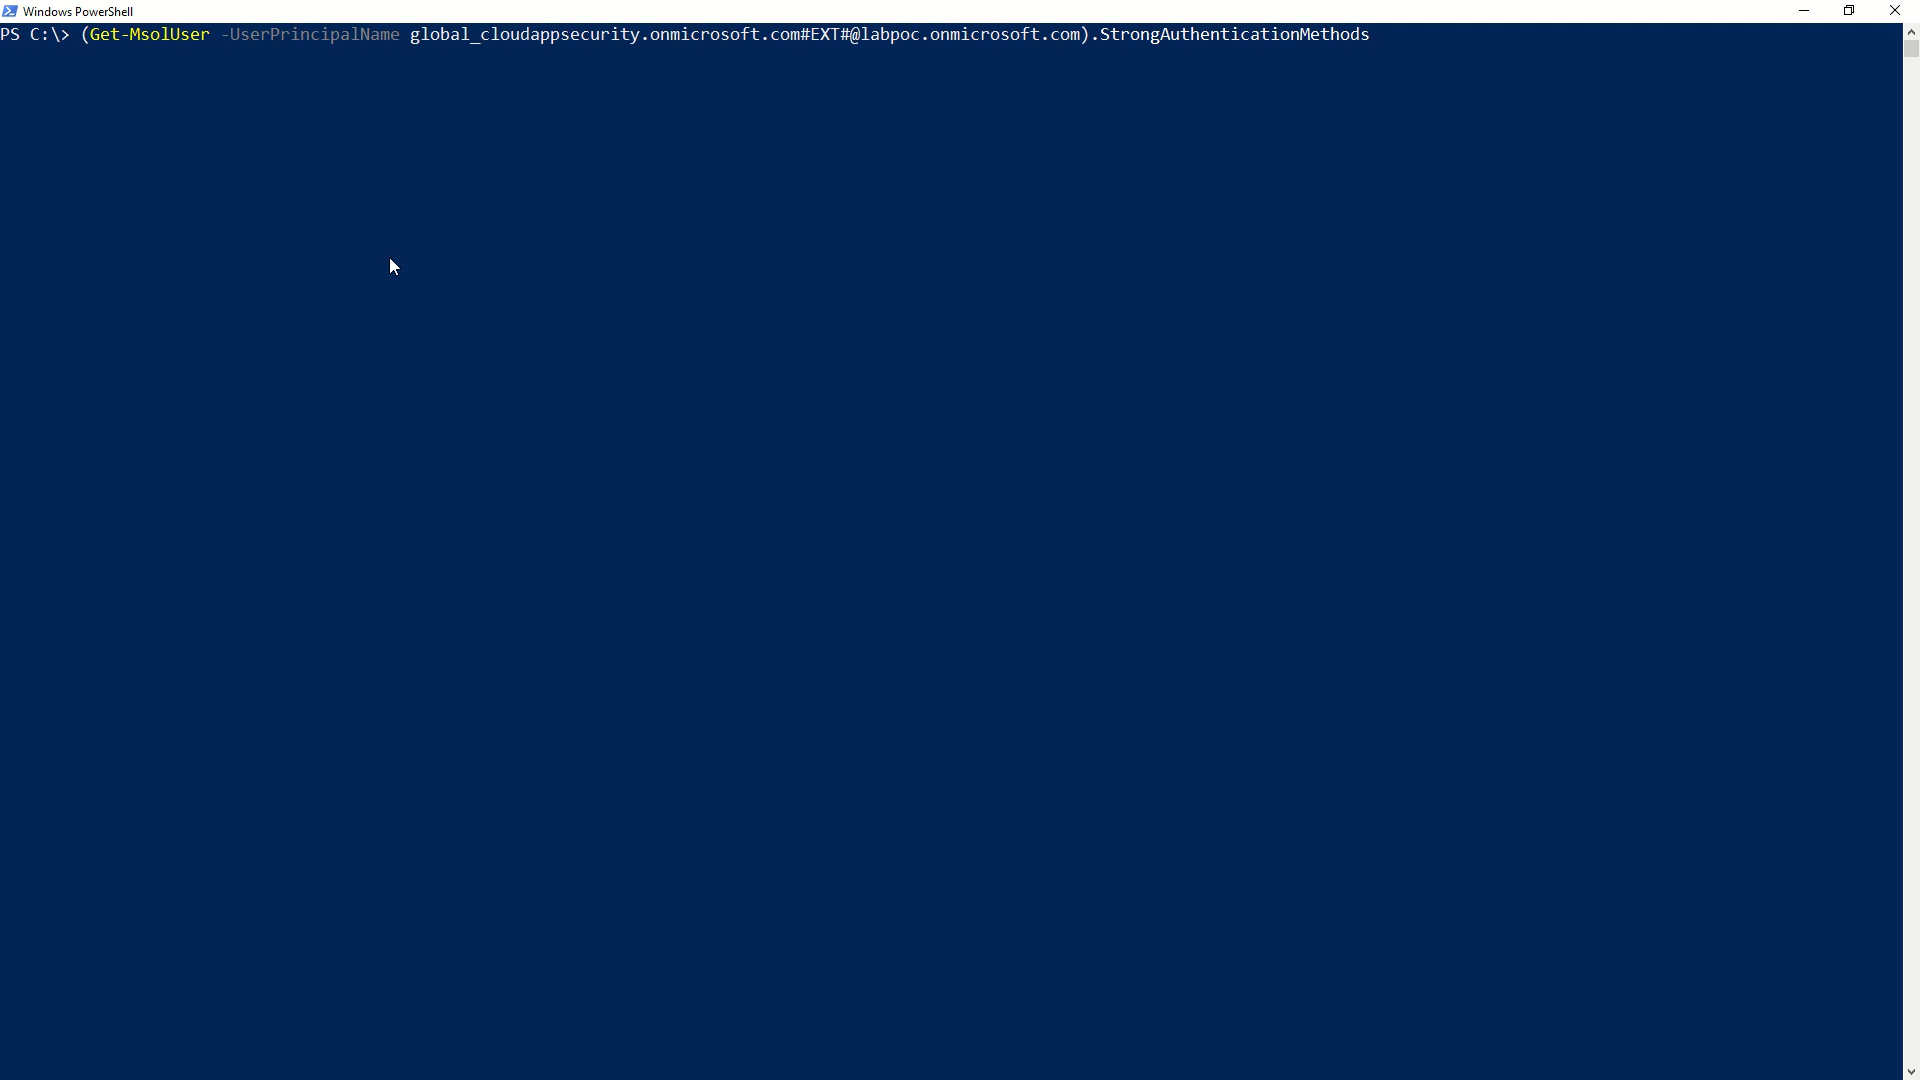 Windows PowerShell
PS C:\> (Get-MsolUser -UserPrincipalName global_cloudappsecurity.onmicrosoft.com#EXT#@labpoc.onmicrosoft.com).StrongAuthenticationMethods